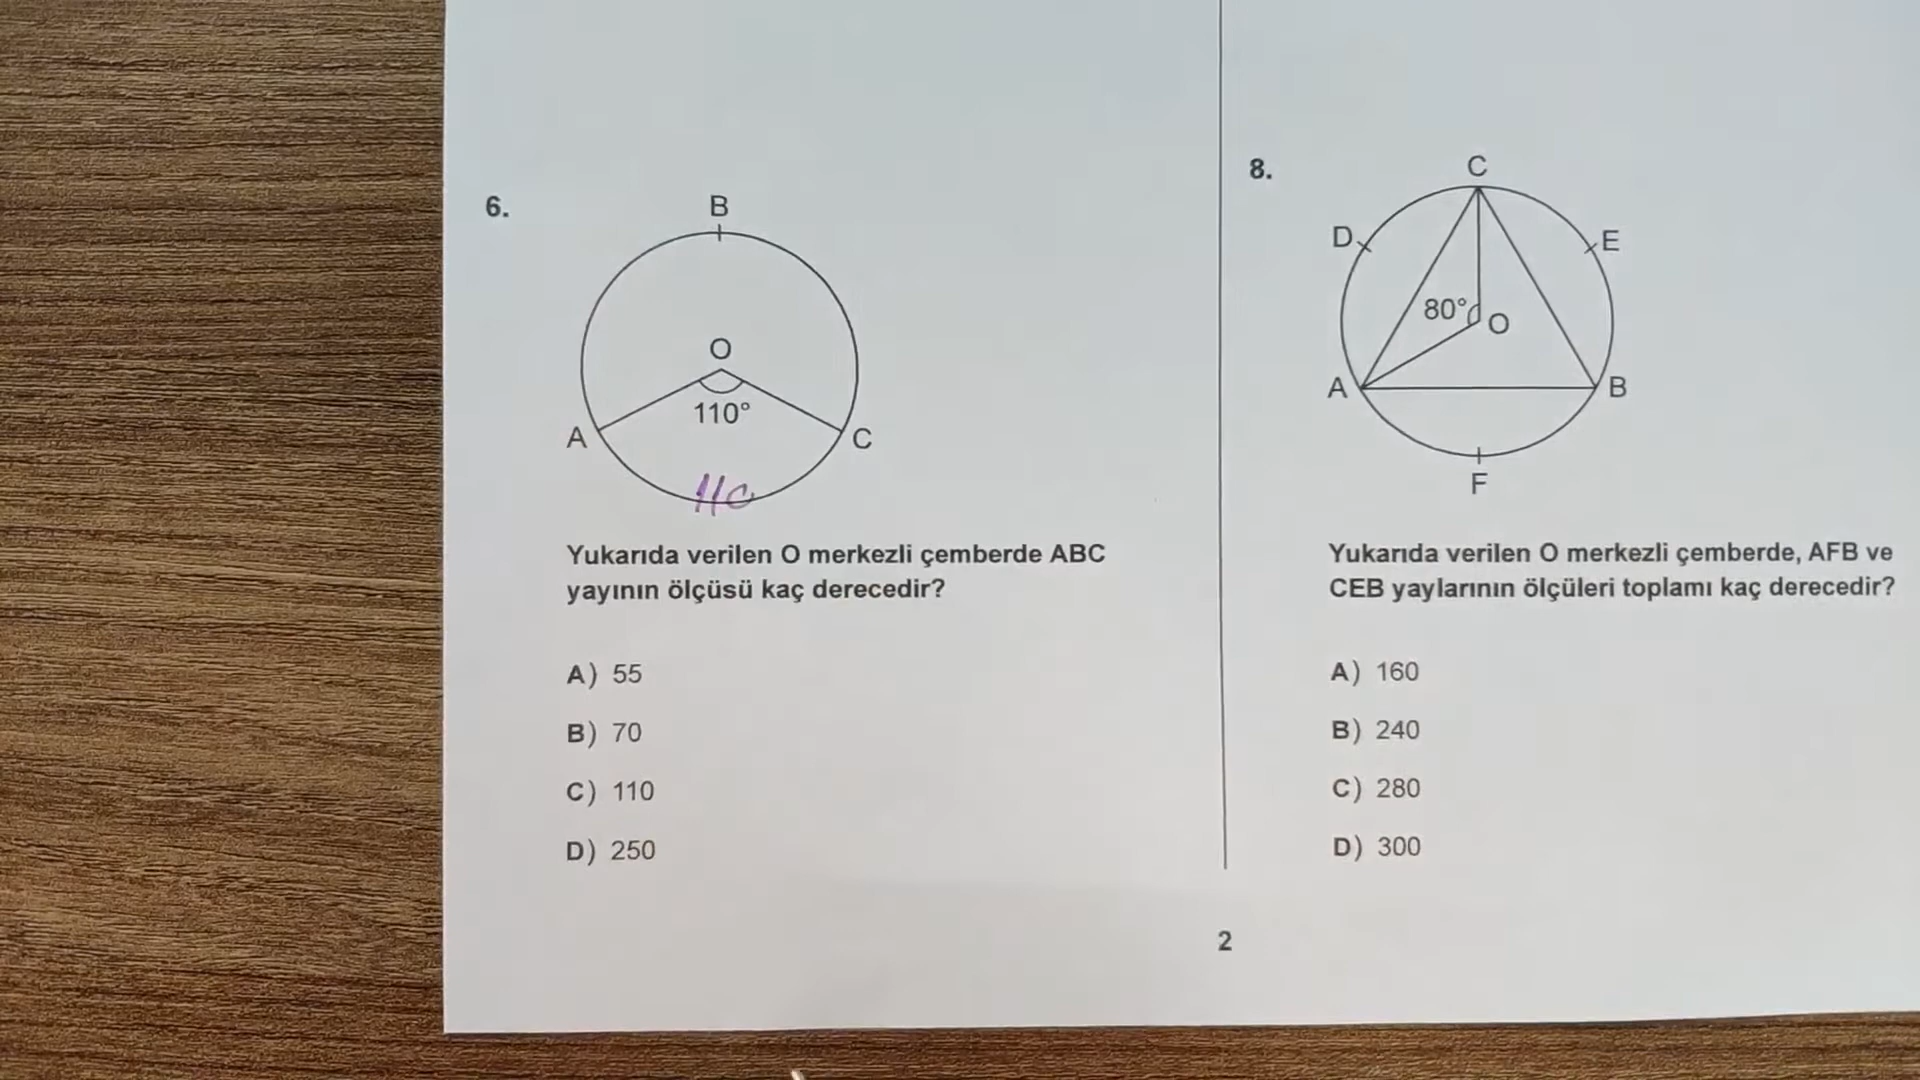 6.
B
O
110°
A
C
110
Yukarıda verilen O merkezli çemberde ABC
yayının ölçüsü kaç derecedir?
A) 55
B) 70
C) 110
D) 250
8.
C
D
E
80°
O
A
B
F
Yukarıda verilen O merkezli çemberde, AFB ve
CEB yaylarının ölçüleri toplamı kaç derecedir?
A) 160
B) 240
C) 280
D) 300
2